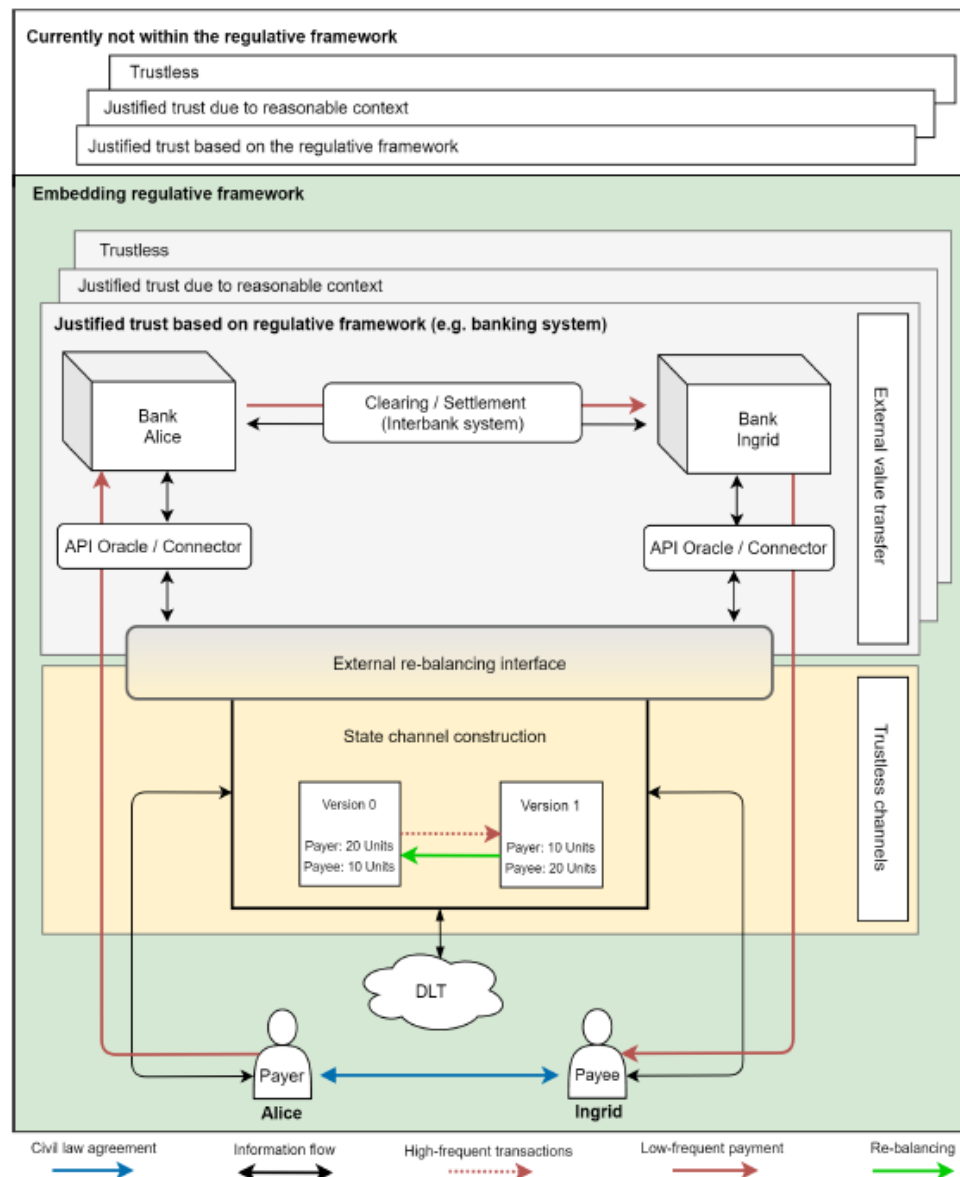 Currently not within the regulative framework
Trustless
Justified trust due to reasonable context
Justified trust based on the regulative framework
Embedding regulative framework
Trustless
Justified trust due to reasonable context
Justified trust based on regulative framework (e.g. banking system)
Bank
Alice
Clearing / Settlement
(Interbank system)
Bank
Ingrid
External value transfer
API Oracle / Connector
API Oracle / Connector
External re-balancing interface
State channel construction
Trustless channels
Version 0
Payer: 20 Units
Payee: 10 Units
Version 1
Payer: 10 Units
Payee: 20 Units
DLT
Payer
Alice
Payee
Ingrid
Civil law agreement
Information flow
High-frequent transactions
Low-frequent payment
Re-balancing